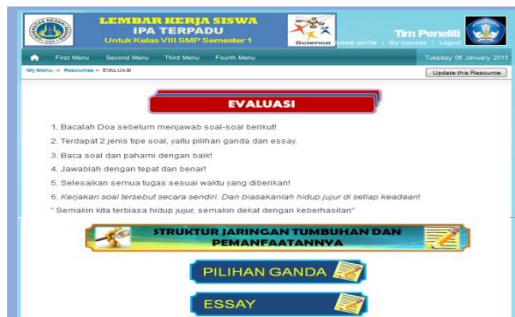 LEMBAR KERJA SISWA
IPA TERPADU
Untuk Kelas VIII SMP Semester 1
Science
Tim Peneliti
Update profile | My courses | Logout
First Menu Second Menu Third Menu Fourth Menu
Tuesday 06 January 2015
My Menu > Resources > EVALUASI
Update this Resource
EVALUASI
1. Bacalah Doa sebelum menjawab soal-soal berikut!
2. Terdapat 2 jenis tipe soal, yaitu pilihan ganda dan essay.
3. Baca soal dan pahami dengan baik!
4. Jawablah dengan tepat dan benar!
5. Selesaikan semua tugas sesuai waktu yang diberikan!
6. Kerjakan soal tersebut secara sendiri. Dan biasakanlah hidup jujur di setiap keadaan!
" Semakin kita terbiasa hidup jujur, semakin dekat dengan keberhasilan"
STRUKTUR JARINGAN TUMBUHAN DAN
PEMANFAATANNYA
PILIHAN GANDA
ESSAY